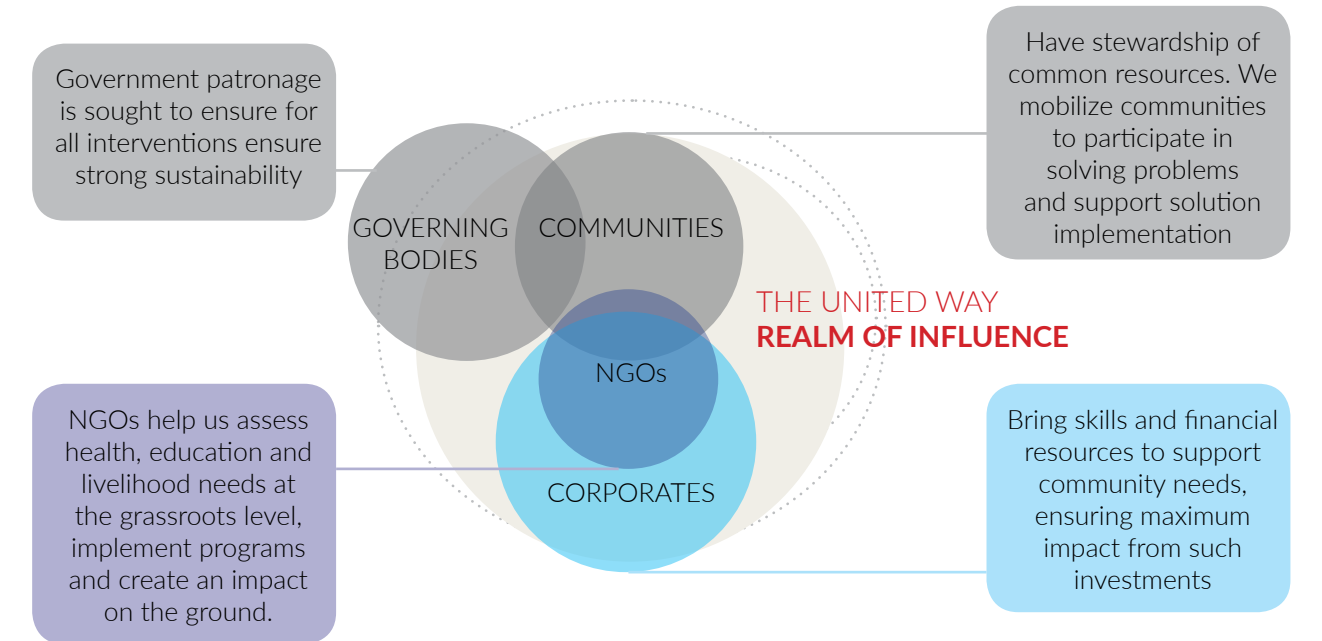 Government patronage
is sought to ensure for
all interventions ensure
strong sustainability
Have stewardship of
common resources. We
mobilize communities
to participate in
solving problems
and support solution
implementation
GOVERNING
BODIES
COMMUNITIES
THE UNITED WAY
REALM OF INFLUENCE
NGOs
CORPORATES
NGOs help us assess
health, education and
livelihood needs at
the grassroots level,
implement programs
and create an impact
on the ground.
Bring skills and financial
resources to support
community needs,
ensuring maximum
impact from such
investments